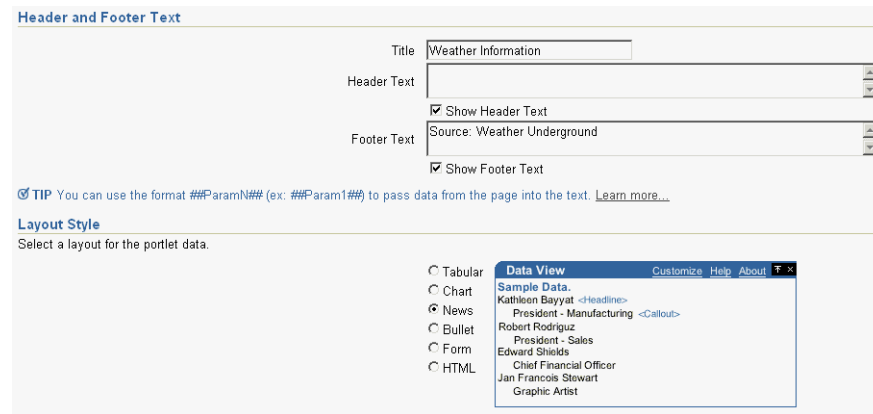 Header and Footer Text
Title Weather Information
Header Text
Show Header Text
Footer Text Source: Weather Underground
Show Footer Text
TIP You can use the format ##ParamN## (ex: ##Param1##) to pass data from the page into the text. Learn more...
Layout Style
Select a layout for the portlet data.
Tabular
Chart
News
Bullet
Form
HTML
Data View Customize Help About
Sample Data.
Kathleen Bayyat <Headline>
President - Manufacturing <Callout>
Robert Rodriguz
President - Sales
Edward Shields
Chief Financial Officer
Jan Francois Stewart
Graphic Artist